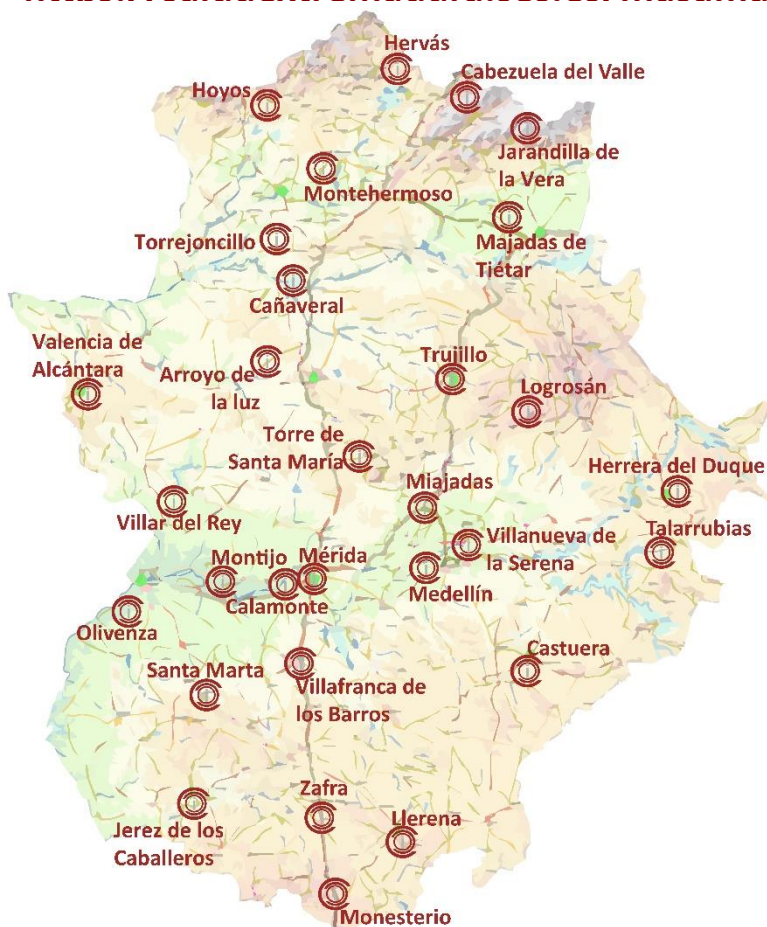 Hervás
Cabezuela del Valle
Hoyos
Jarandilla de
la Vera
Montehermoso
Torrejoncillo
Majadas de
Tiétar
Cañaveral
Valencia de
Alcántara
Trujillo
Arroyo de
la luz
Logrosán
Torre de
Santa María
Herrera del Duque
Miajadas
Villar del Rey
Talarrubias
Villanueva de
la Serena
Montijo
Mérida
Medellín
Calamonte
Olivenza
Castuera
Santa Marta
Villafranca de
los Barros
Zafra
Llerena
Jerez de los
Caballeros
Monesterio